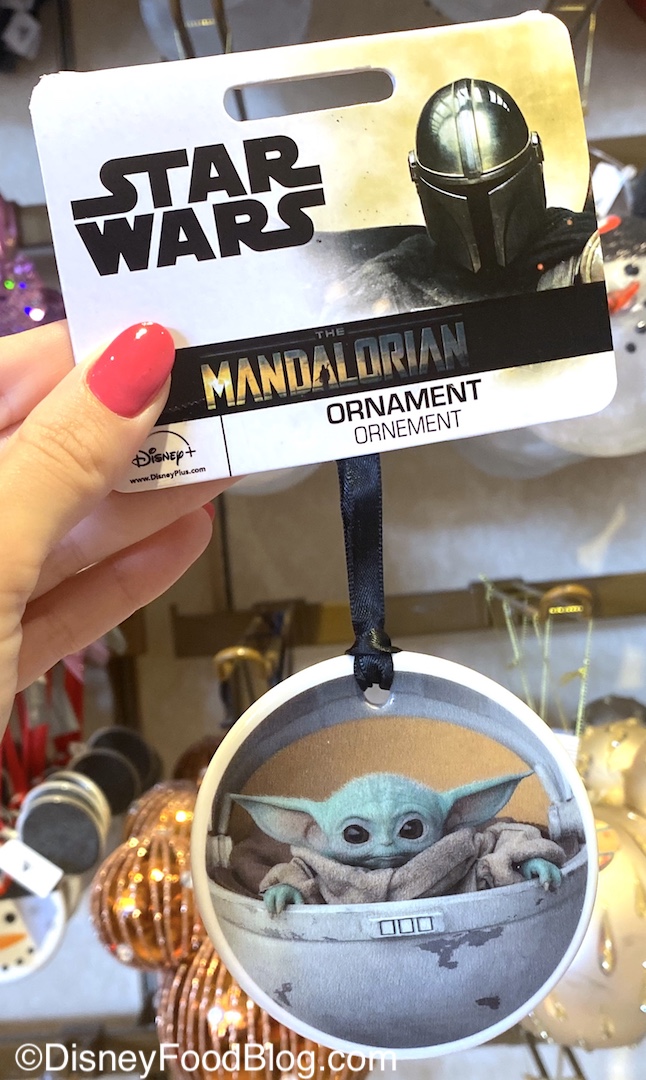 STAR
WARS
THE
MANDALORIAN
ORNAMENT
ORNEMENT
Disney+
www.DisneyPlus.com
©DisneyFoodBlog.com